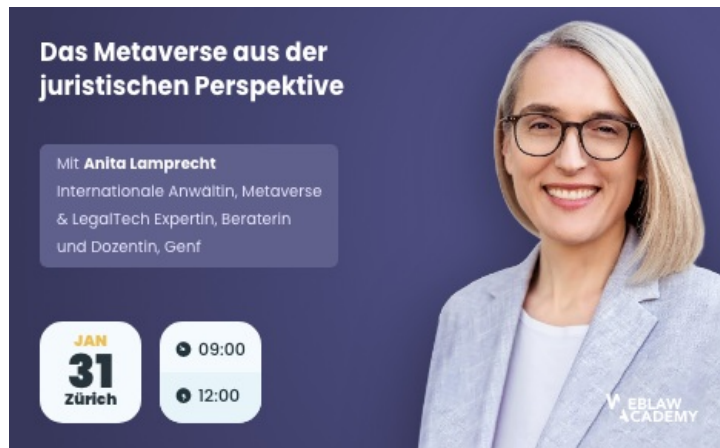 Das Metaverse aus der
juristischen Perspektive
Mit Anita Lamprecht
Internationale Anwältin, Metaverse
& LegalTech Expertin, Beraterin
und Dozentin, Genf
JAN
31
Zürich
09:00
12:00
WEBLAW
ACADEMY